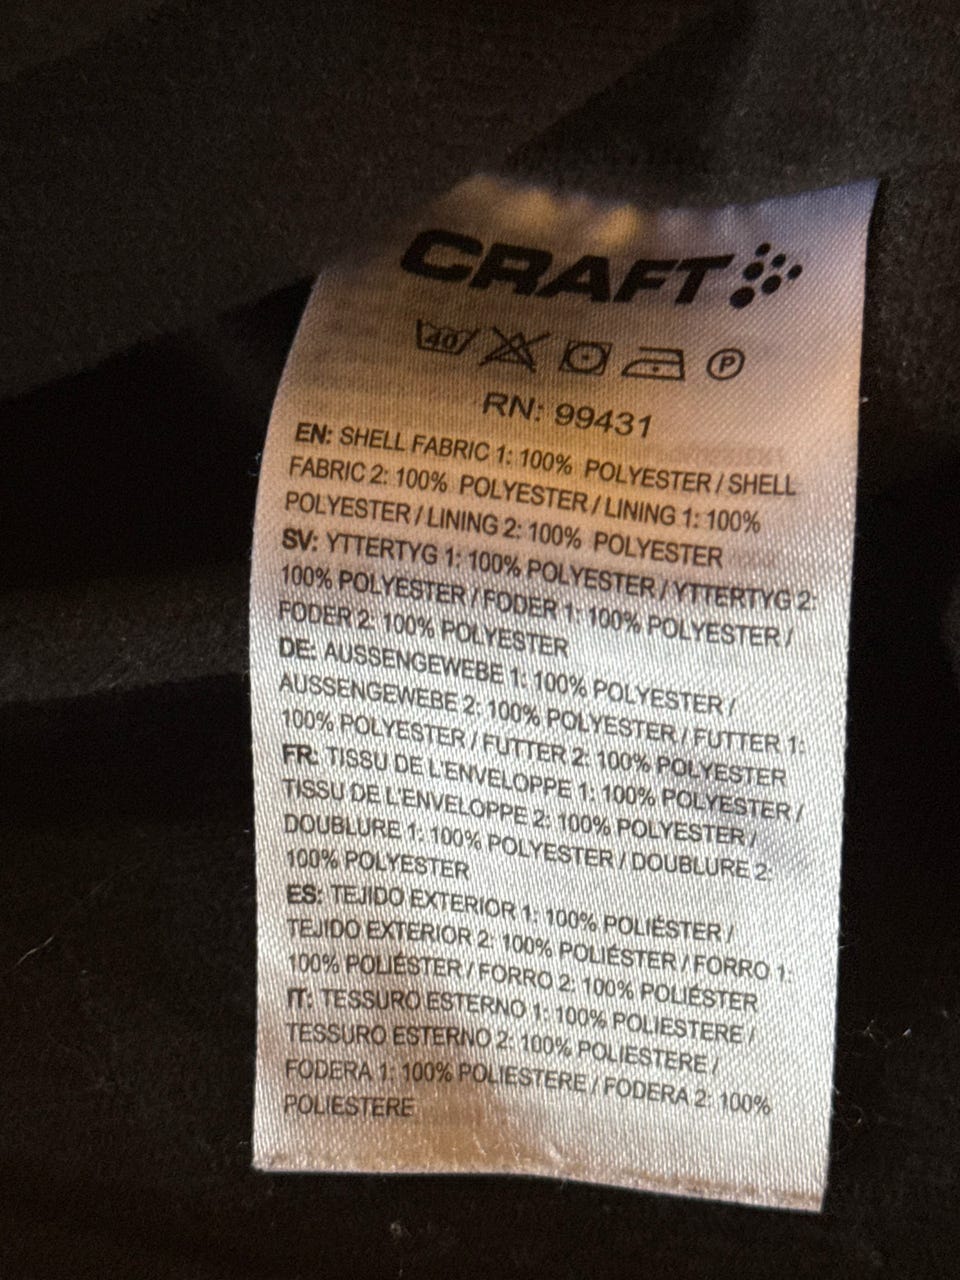 CRAFT
40 P
RN: 99431
EN: SHELL FABRIC 1: 100% POLYESTER / SHELL
FABRIC 2: 100% POLYESTER / LINING 1: 100%
POLYESTER / LINING 2: 100% POLYESTER
SV: YTTERTYG 1: 100% POLYESTER / YTTERTYG 2:
100% POLYESTER / FODER 1: 100% POLYESTER /
FODER 2: 100% POLYESTER
DE: AUSSENGEWEBE 1: 100% POLYESTER /
AUSSENGEWEBE 2: 100% POLYESTER / FUTTER 1:
100% POLYESTER / FUTTER 2: 100% POLYESTER
FR: TISSU DE L'ENVELOPPE 1: 100% POLYESTER /
TISSU DE L'ENVELOPPE 2: 100% POLYESTER /
DOUBLURE 1: 100% POLYESTER / DOUBLURE 2:
100% POLYESTER
ES: TEJIDO EXTERIOR 1: 100% POLIÉSTER /
TEJIDO EXTERIOR 2: 100% POLIÉSTER / FORRO 1:
100% POLIÉSTER / FORRO 2: 100% POLIÉSTER
IT: TESSURO ESTERNO 1: 100% POLIESTERE /
TESSURO ESTERNO 2: 100% POLIESTERE /
FODERA 1: 100% POLIESTERE / FODERA 2: 100%
POLIESTERE